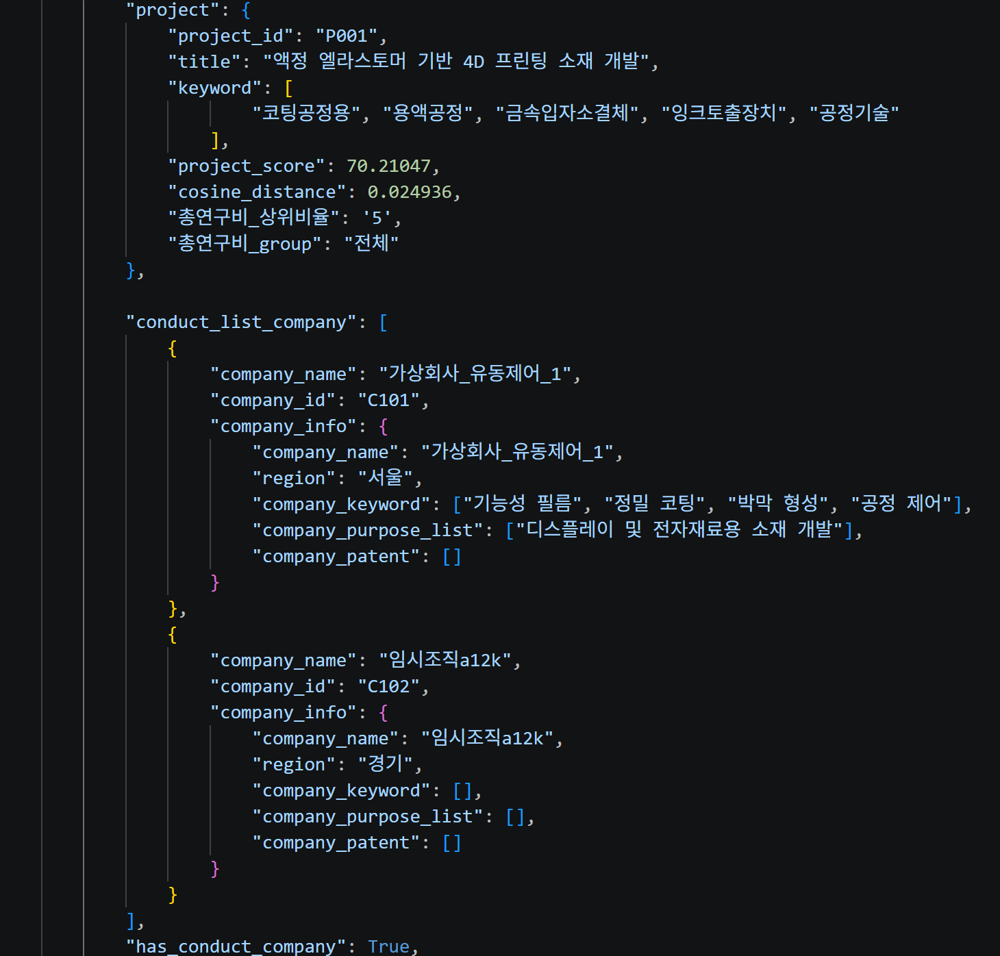 "project": {
"project_id": "P001",
"title": "액정 엘라스토머 기반 4D 프린팅 소재 개발",
"keyword": [
"코팅공정용", "용액공정", "금속입자소결체", "잉크토출장치", "공정기술"
],
"project_score": 70.21047,
"cosine_distance": 0.024936,
"총연구비_상위비율": '5',
"총연구비_group": "전체"
},
"conduct_list_company": [
{
"company_name": "가상회사_유동제어_1",
"company_id": "C101",
"company_info": {
"company_name": "가상회사_유동제어_1",
"region": "서울",
"company_keyword": ["기능성 필름", "정밀 코팅", "박막 형성", "공정 제어"],
"company_purpose_list": ["디스플레이 및 전자재료용 소재 개발"],
"company_patent": []
}
},
{
"company_name": "임시조직a12k",
"company_id": "C102",
"company_info": {
"company_name": "임시조직a12k",
"region": "경기",
"company_keyword": [],
"company_purpose_list": [],
"company_patent": []
}
}
],
"has_conduct_company": True,